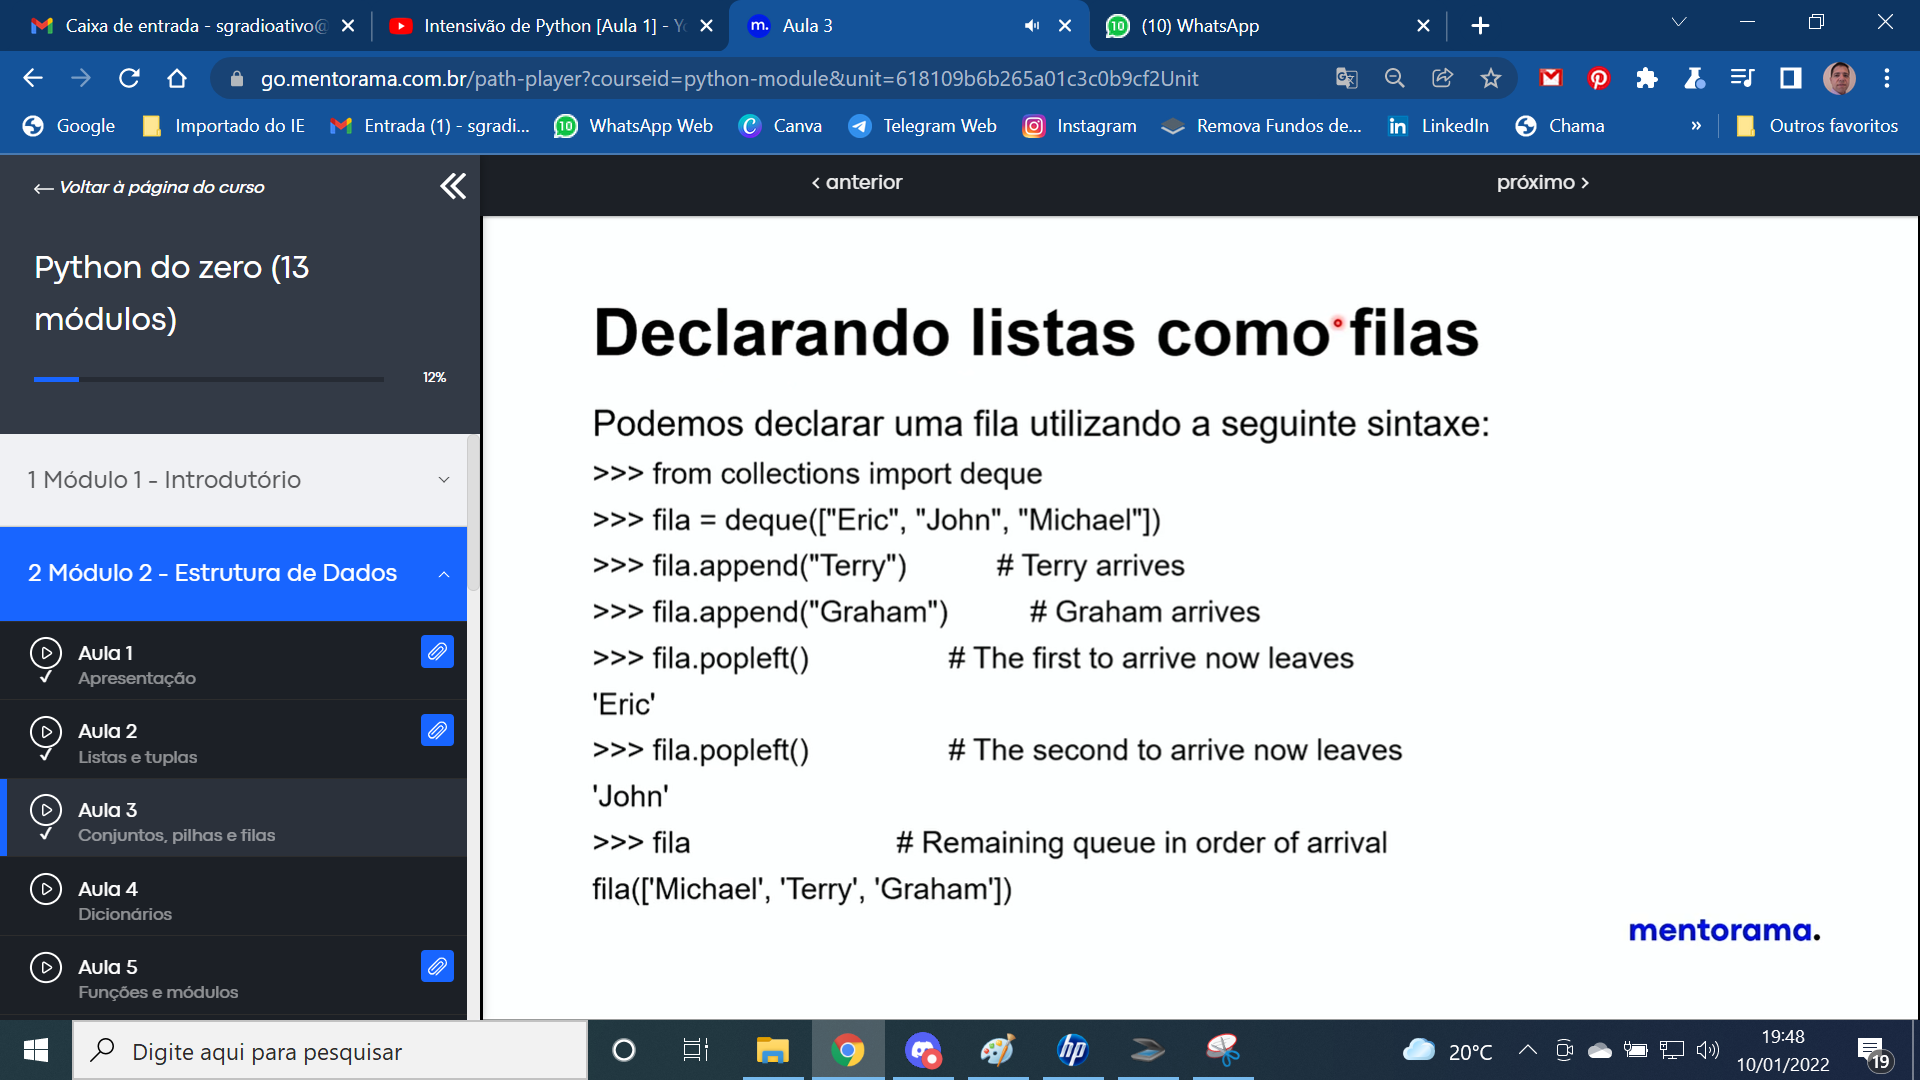 Caixa de entrada - sgradioativo@
Intensivão de Python [Aula 1] - Yo
m. Aula 3
10 (10) WhatsApp
go.mentorama.com.br/path-player?courseid=python-module&unit=618109b6b265a01c3c0b9cf2Unit
Google
Importado do IE
Entrada (1) - sgradi...
10 WhatsApp Web
Canva
Telegram Web
Instagram
Remova Fundos de...
in LinkedIn
Chama
»
Outros favoritos
← Voltar à página do curso
‹ anterior
próximo ›
Python do zero (13
módulos)
12%
1 Módulo 1 - Introdutório
2 Módulo 2 - Estrutura de Dados
Aula 1
Apresentação
Aula 2
Listas e tuplas
Aula 3
Conjuntos, pilhas e filas
Aula 4
Dicionários
Aula 5
Funções e módulos
Declarando listas como filas
Podemos declarar uma fila utilizando a seguinte sintaxe:
>>> from collections import deque
>>> fila = deque(["Eric", "John", "Michael"])
>>> fila.append("Terry") # Terry arrives
>>> fila.append("Graham") # Graham arrives
>>> fila.popleft() # The first to arrive now leaves
'Eric'
>>> fila.popleft() # The second to arrive now leaves
'John'
>>> fila # Remaining queue in order of arrival
fila(['Michael', 'Terry', 'Graham'])
mentorama.
Digite aqui para pesquisar
hp
20°C
19:48
10/01/2022
19